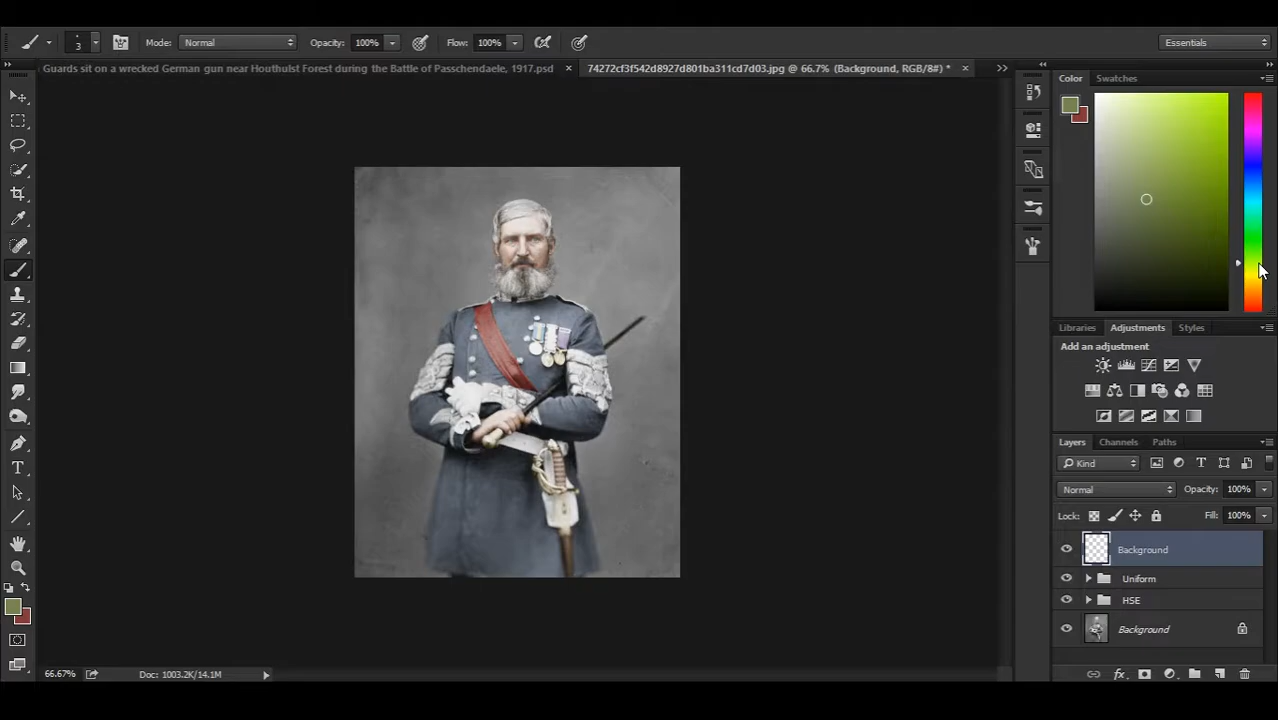 3 Mode: Normal Opacity: 100% Flow: 100% Essentials
Guards sit on a wrecked German gun near Houthulst Forest during the Battle of Passchendaele, 1917.psd × 74272cf3f542d8927d801ba311cd7d03.jpg @ 66.7% (Background, RGB/8#) * ×
Color Swatches
Libraries Adjustments Styles
Add an adjustment
Layers Channels Paths
Kind
Normal Opacity: 100%
Lock: Fill: 100%
Background
Uniform
HSE
Background
66.67% Doc: 1003.2K/14.1M